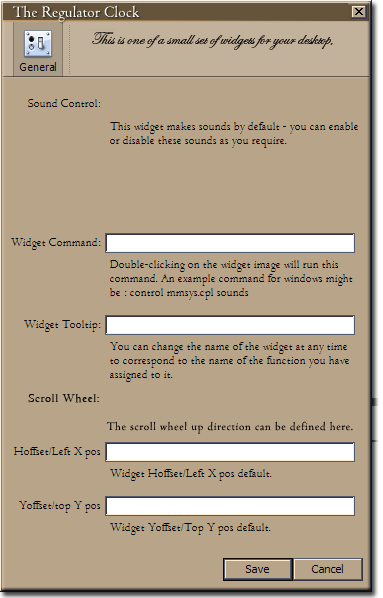 The Regulator Clock
This is one of a small set of widgets for your desktop,
General
Sound Control:
This widget makes sounds by default - you can enable
or disable these sounds as you require.
Widget Command:
Double-clicking on the widget image will run this
command. An example command for windows might
be : control mmsys.cpl sounds
Widget Tooltip:
You can change the name of the widget at any time
to correspond to the name of the function you have
assigned to it.
Scroll Wheel:
The scroll wheel up direction can be defined here.
Hoffset/Left X pos
Widget Hoffset/Left X pos default.
Yoffset/top Y pos
Widget Yoffset/Top Y pos default.
Save Cancel